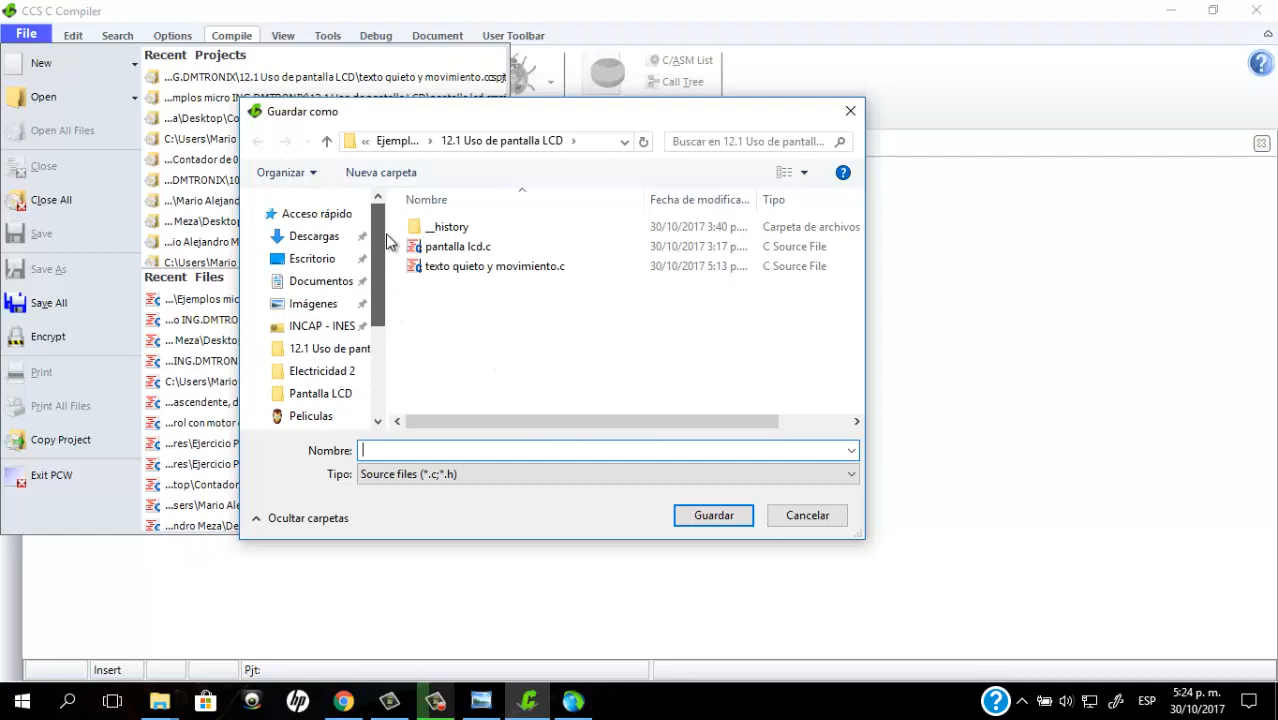 CCS C Compiler
File Edit Search Options Compile View Tools Debug Document User Toolbar
New
Open
Open All Files
Close
Close All
Save
Save As
Save All
Encrypt
Print
Print All Files
Copy Project
Exit PCW
Recent Projects
...G.DMTRONIX\12.1 Uso de pantalla LCD\texto quieto y movimiento.ccspjt
...a\Desktop\Co
C:\Users\Mario
...Contador de 0
...DMTRONIX\10
...\Mario Alejand
... Meza\Desktop
...io Alejandro M
C:\Users\Mario
Recent Files
...\Ejemplos mic
...o ING.DMTRO
... Meza\Desktop
...ING.DMTRONI
C:\Users\Mario A
...ascendente, d
...rol con motor
...res\Ejercicio P
...res\Ejercicio P
...top\Contador
...sers\Mario Ale
...ndro Meza\De
C/ASM List
Call Tree
Guardar como
« Ejempl... › 12.1 Uso de pantalla LCD ›
Buscar en 12.1 Uso de pantall...
Organizar
Nueva carpeta
Acceso rápido
Descargas
Escritorio
Documentos
Imágenes
INCAP - INES
12.1 Uso de pant
Electricidad 2
Pantalla LCD
Peliculas
Nombre Fecha de modifica... Tipo
__history 30/10/2017 3:40 p.... Carpeta de archivos
pantalla lcd.c 30/10/2017 3:17 p.... C Source File
texto quieto y movimiento.c 30/10/2017 5:13 p.... C Source File
Nombre:
Tipo: Source files (*.c;*.h)
Ocultar carpetas
Guardar
Cancelar
Insert
Pjt:
hp
ESP
5:24 p. m.
30/10/2017